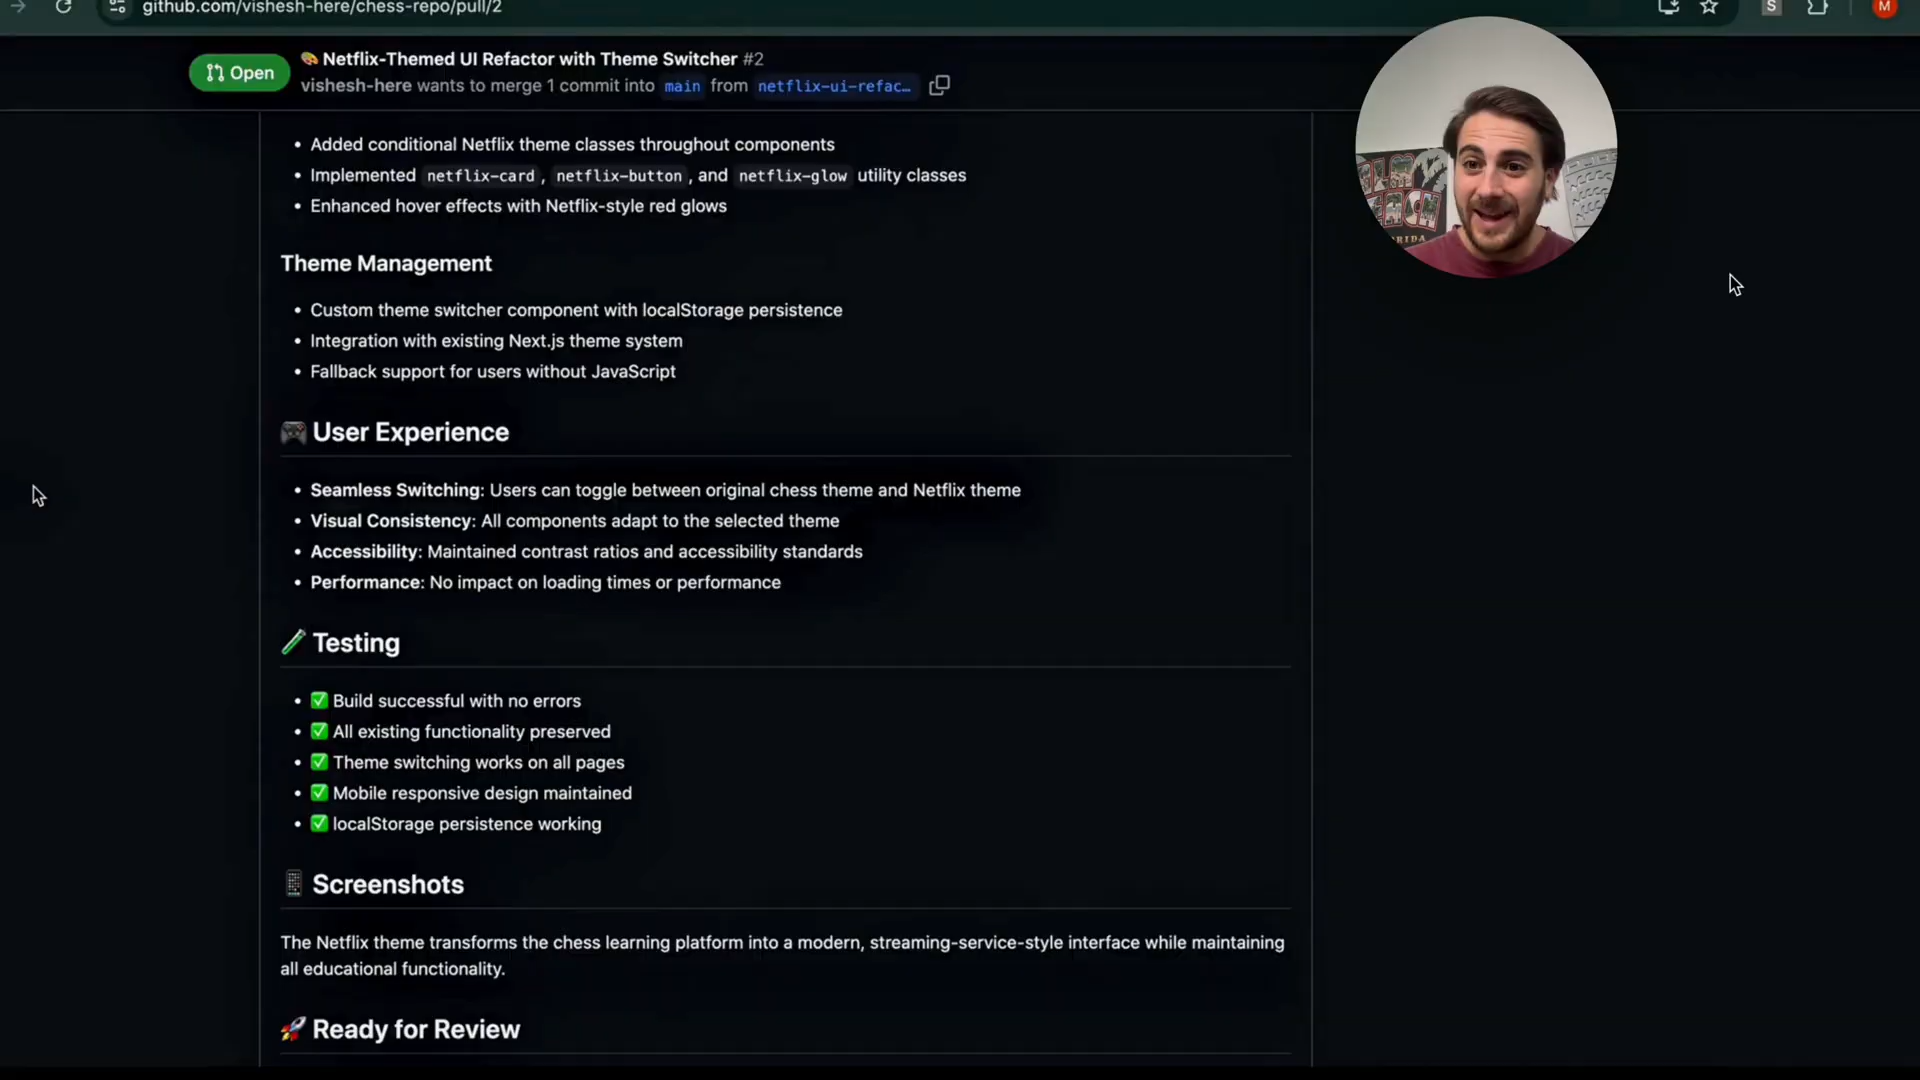 github.com/vishesh-here/chess-repo/pull/2
S
M
Open
Netflix-Themed UI Refactor with Theme Switcher #2
vishesh-here wants to merge 1 commit into main from netflix-ui-refac...
• Added conditional Netflix theme classes throughout components
• Implemented netflix-card, netflix-button, and netflix-glow utility classes
• Enhanced hover effects with Netflix-style red glows
Theme Management
• Custom theme switcher component with localStorage persistence
• Integration with existing Next.js theme system
• Fallback support for users without JavaScript
🎮 User Experience
• Seamless Switching: Users can toggle between original chess theme and Netflix theme
• Visual Consistency: All components adapt to the selected theme
• Accessibility: Maintained contrast ratios and accessibility standards
• Performance: No impact on loading times or performance
🧪 Testing
• ✅ Build successful with no errors
• ✅ All existing functionality preserved
• ✅ Theme switching works on all pages
• ✅ Mobile responsive design maintained
• ✅ localStorage persistence working
📱 Screenshots
The Netflix theme transforms the chess learning platform into a modern, streaming-service-style interface while maintaining
all educational functionality.
🚀 Ready for Review